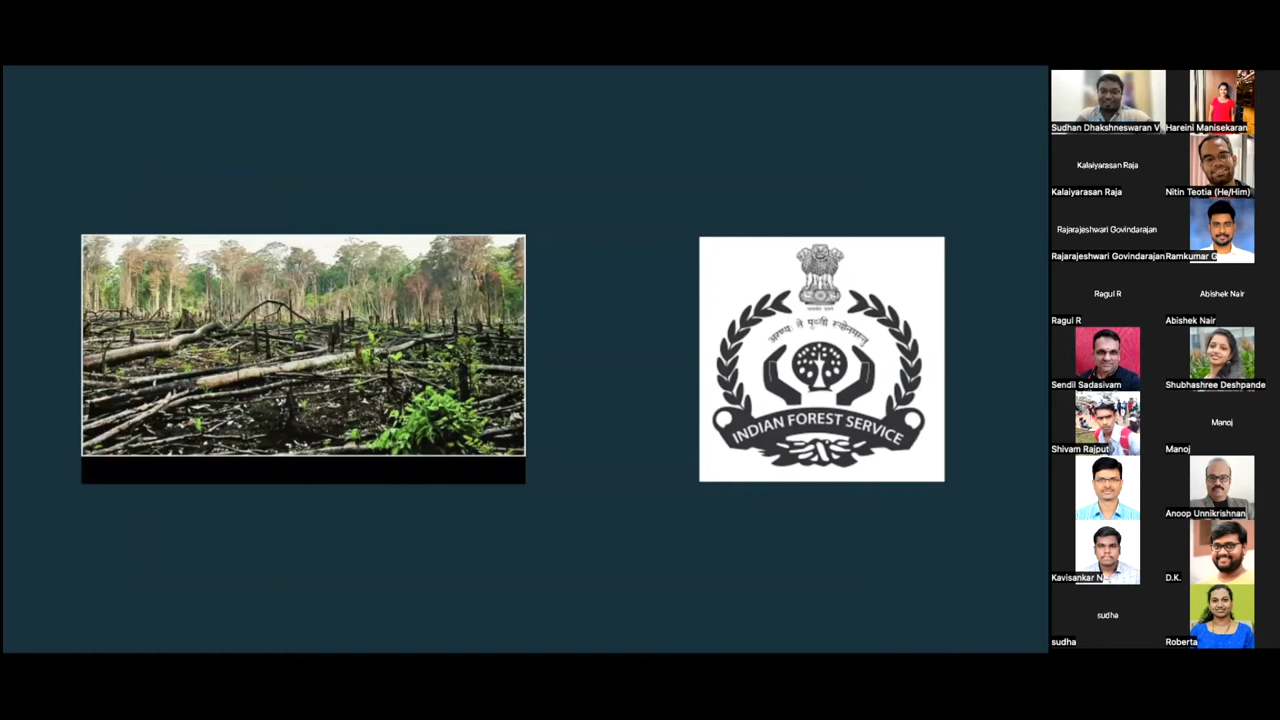 अरण्यः ते पृथ्वी स्योनमस्तु
INDIAN FOREST SERVICE
Sudhan Dhakshneswaran V
Hareini Manisekaran
Kalaiyarasan Raja
Kalaiyarasan Raja
Nitin Teotia (He/Him)
Rajarajeshwari Govindarajan
Rajarajeshwari Govindarajan
Ramkumar G
Ragul R
Abishek Nair
Ragul R
Abishek Nair
Sendil Sadasivam
Shubhashree Deshpande
Manoj
Shivam Rajput
Manoj
Anoop Unnikrishnan
Kavisankar N
D.K.
sudha
sudha
Roberta